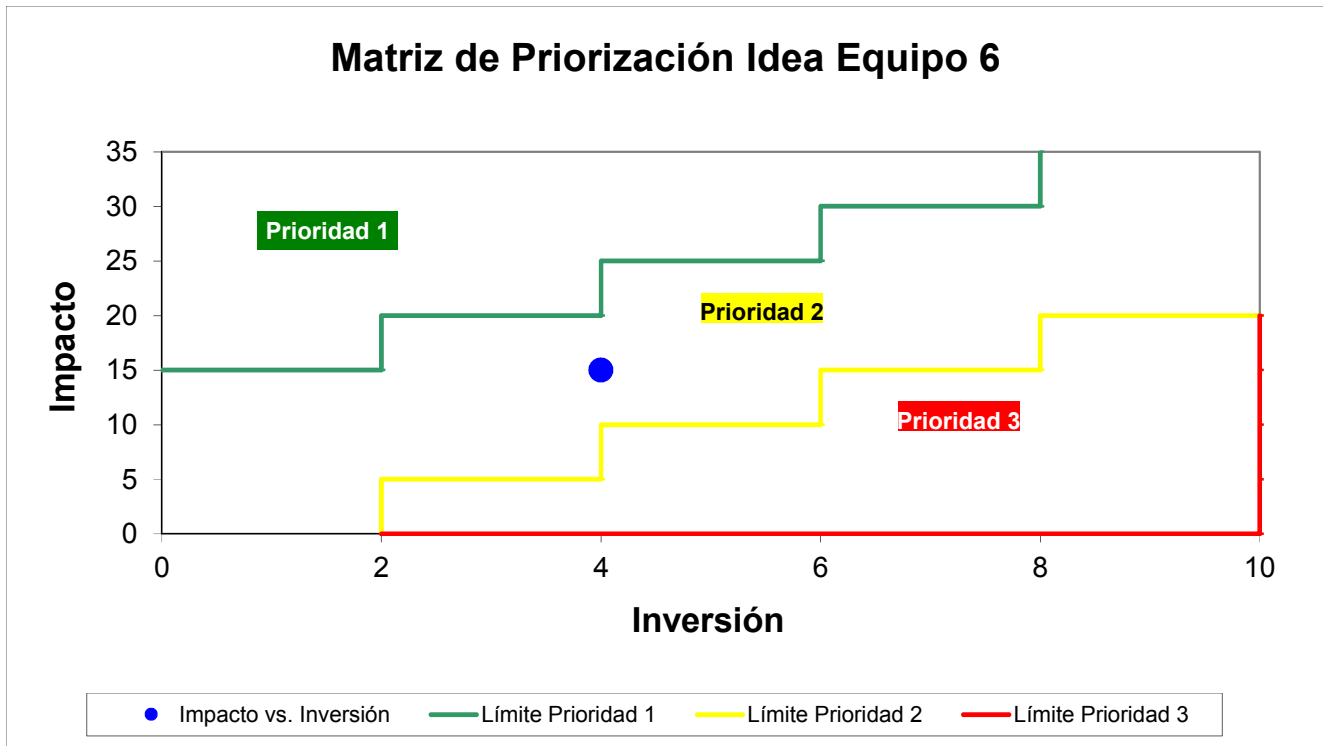 Matriz de Priorización Idea Equipo 6
35
30
25
20
15
10
5
0
Impacto
Prioridad 1
Prioridad 2
Prioridad 3
0 2 4 6 8 10
Inversión
Impacto vs. Inversión Límite Prioridad 1 Límite Prioridad 2 Límite Prioridad 3